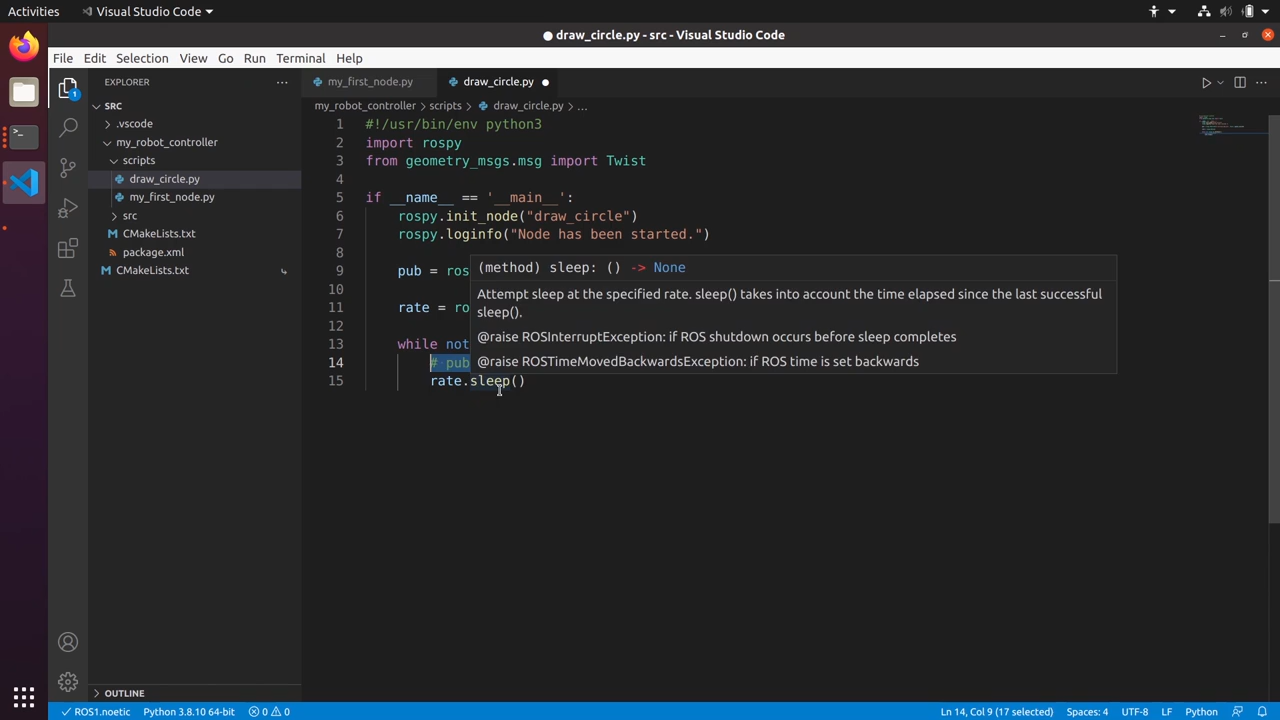 Activities
Visual Studio Code
draw_circle.py - src - Visual Studio Code
File Edit Selection View Go Run Terminal Help
EXPLORER
SRC
.vscode
my_robot_controller
scripts
draw_circle.py
my_first_node.py
src
CMakeLists.txt
package.xml
CMakeLists.txt
OUTLINE
1
my_first_node.py
draw_circle.py
my_robot_controller > scripts > draw_circle.py > ...
1 #!/usr/bin/env python3
2 import rospy
3 from geometry_msgs.msg import Twist
4
5 if __name__ == '__main__':
6 rospy.init_node("draw_circle")
7 rospy.loginfo("Node has been started.")
8
9 pub = ros
10
11 rate = ro
12
13 while not
14 # pub
15 rate.sleep()
(method) sleep: () -> None
Attempt sleep at the specified rate. sleep() takes into account the time elapsed since the last successful
sleep().
@raise ROSInterruptException: if ROS shutdown occurs before sleep completes
@raise ROSTimeMovedBackwardsException: if ROS time is set backwards
ROS1.noetic Python 3.8.10 64-bit 0 0 Ln 14, Col 9 (17 selected) Spaces: 4 UTF-8 LF Python